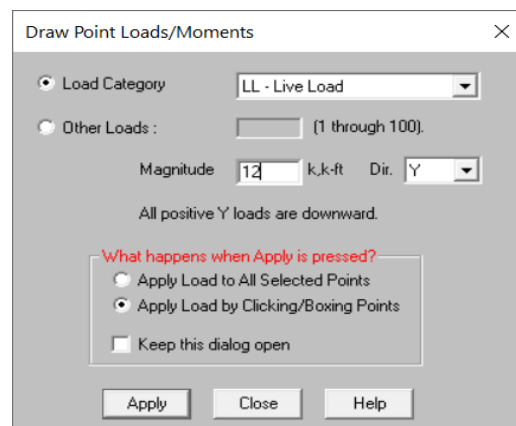 Draw Point Loads/Moments
Load Category LL - Live Load
Other Loads : (1 through 100).
Magnitude 12 k,k-ft Dir. Y
All positive Y loads are downward.
What happens when Apply is pressed?
Apply Load to All Selected Points
Apply Load by Clicking/Boxing Points
Keep this dialog open
Apply Close Help